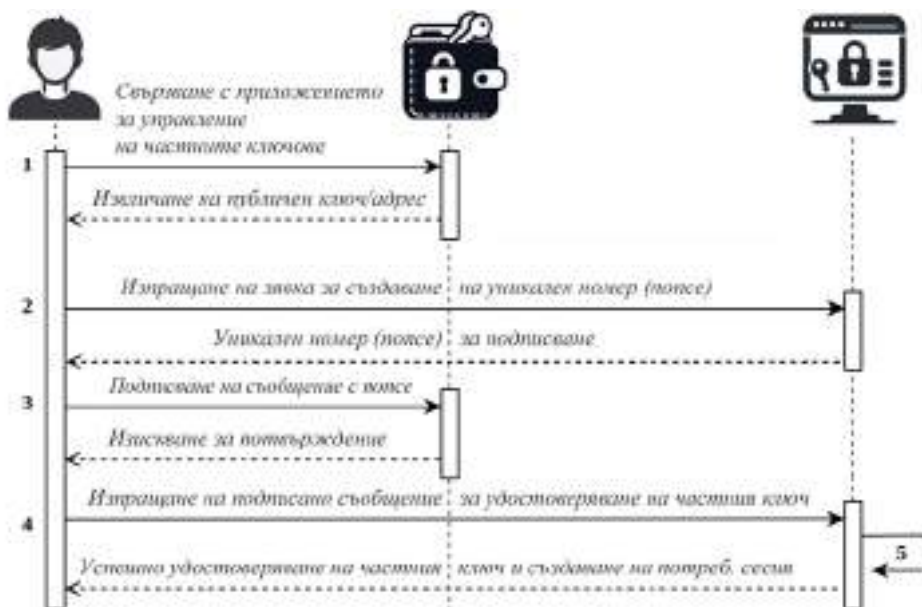 Свързване с приложението
за управление
на частните ключове
1
Извличане на публичен ключ/адрес
Изпращане на заявка за създаване на уникален номер (nonce)
2
Уникален номер (nonce) за подписване
Подписване на съобщение с nonce
3
Изискване за потвърждение
Изпращане на подписано съобщение за удостоверяване на частния ключ
4
5
Успешно удостоверяване на частния ключ и създаване на потреб. сесия